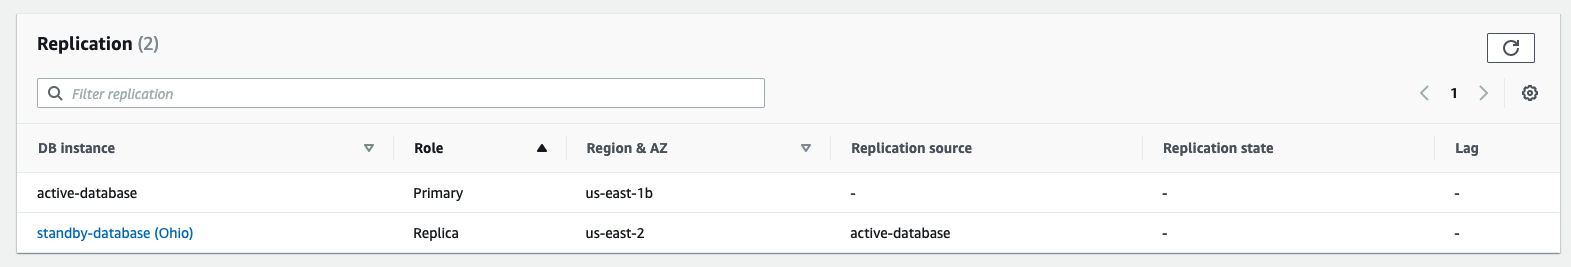 Replication (2)
Filter replication
1
DB instance Role Region & AZ Replication source Replication state Lag
active-database Primary us-east-1b - - -
standby-database (Ohio) Replica us-east-2 active-database - -